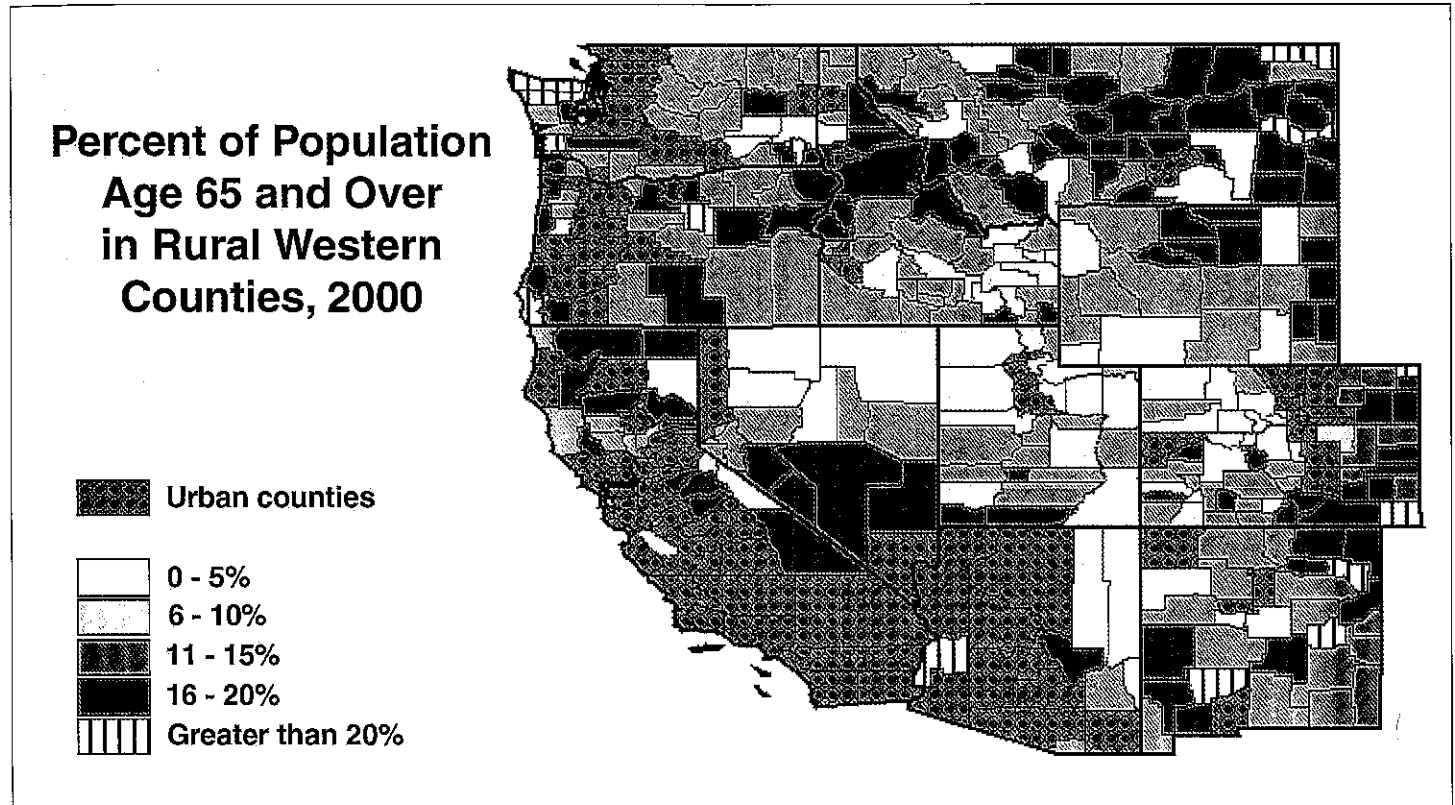 Percent of Population
Age 65 and Over
in Rural Western
Counties, 2000
Urban counties
0 - 5%
6 - 10%
11 - 15%
16 - 20%
Greater than 20%